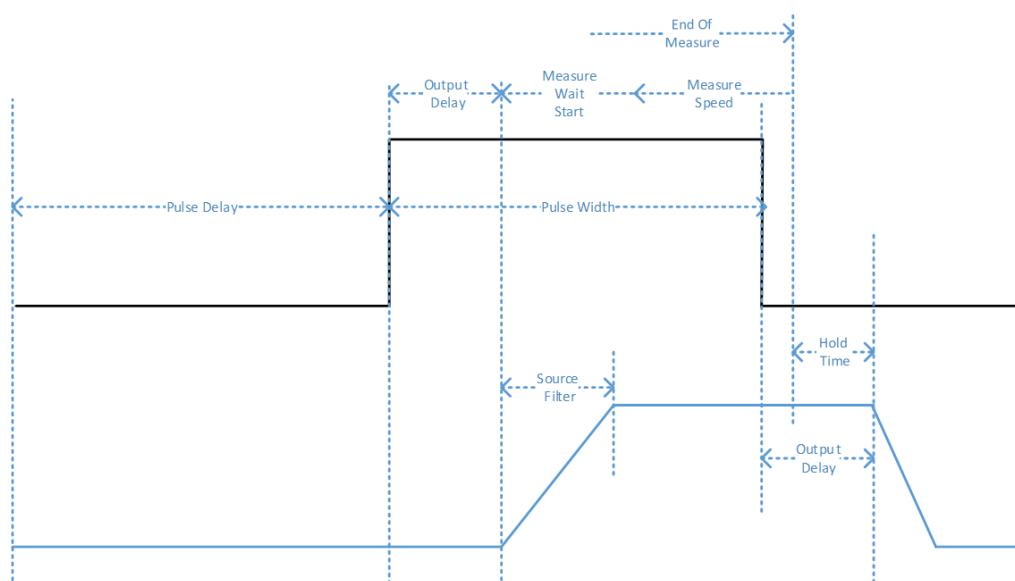 End Of
Measure
Output
Delay
Measure
Wait
Start
Measure
Speed
Pulse Delay
Pulse Width
Hold
Time
Source
Filter
Output
Delay